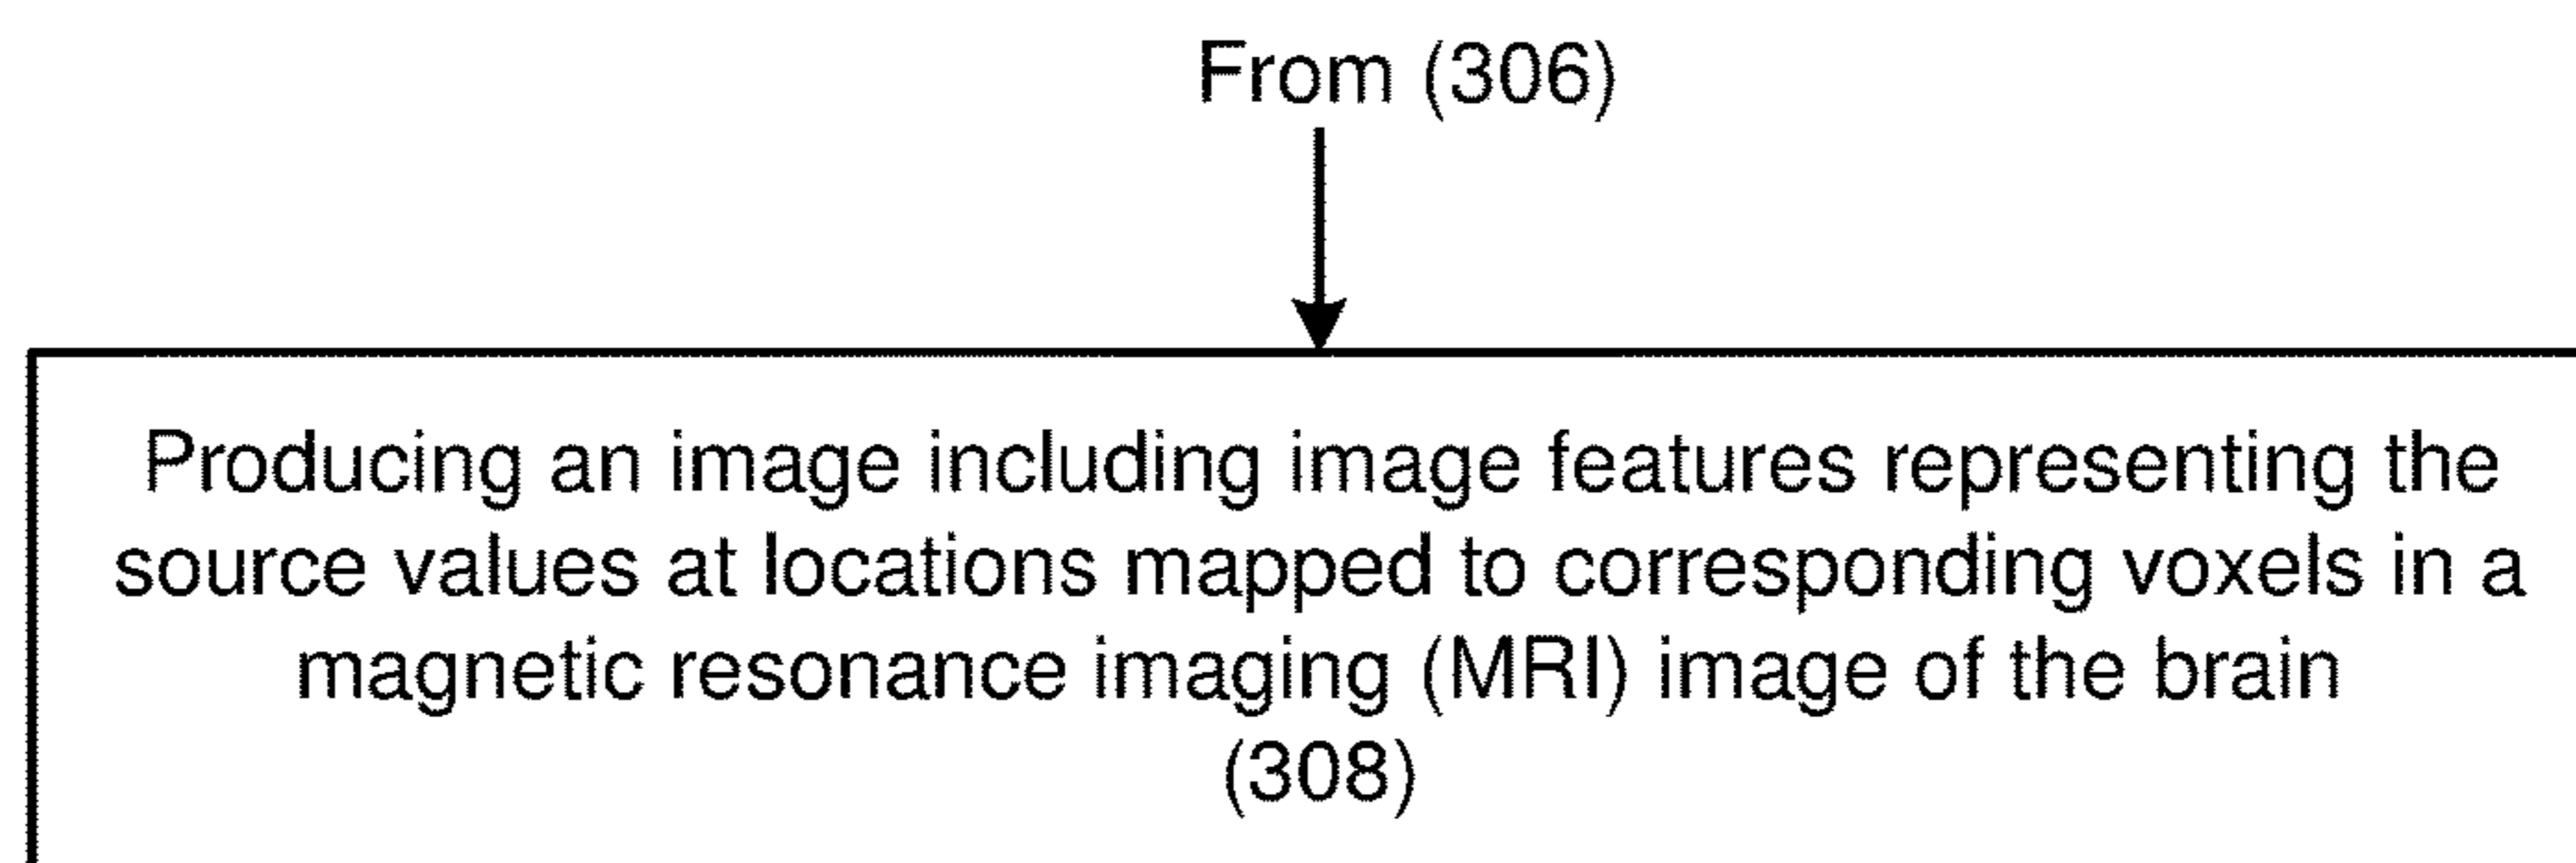 From (306)
Producing an image including image features representing the
source values at locations mapped to corresponding voxels in a
magnetic resonance imaging (MRI) image of the brain
(308)